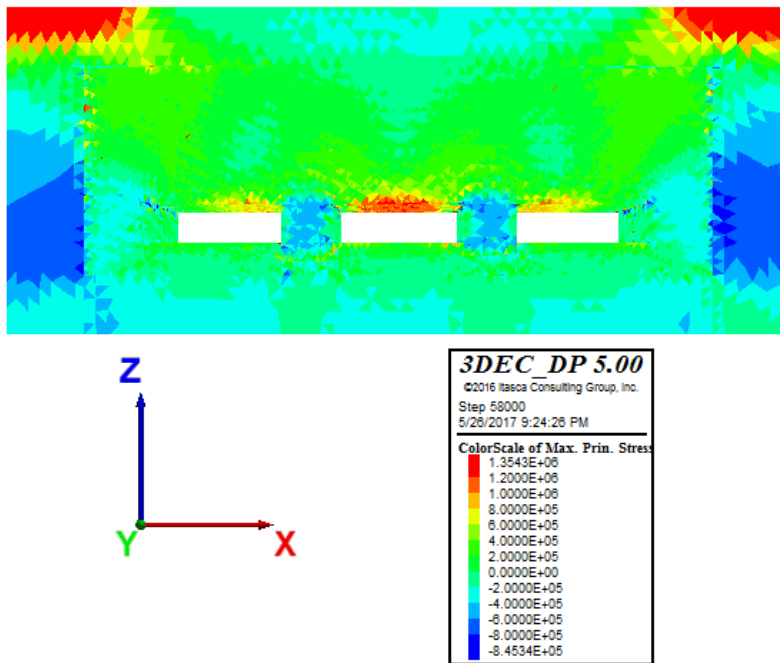 Z
Y
X
3DEC_DP 5.00
©2016 Itasca Consulting Group, Inc.
Step 58000
5/26/2017 9:24:26 PM
ColorScale of Max. Prin. Stress
1.3543E+06
1.2000E+06
1.0000E+06
8.0000E+05
6.0000E+05
4.0000E+05
2.0000E+05
0.0000E+00
-2.0000E+05
-4.0000E+05
-6.0000E+05
-8.0000E+05
-8.4534E+05